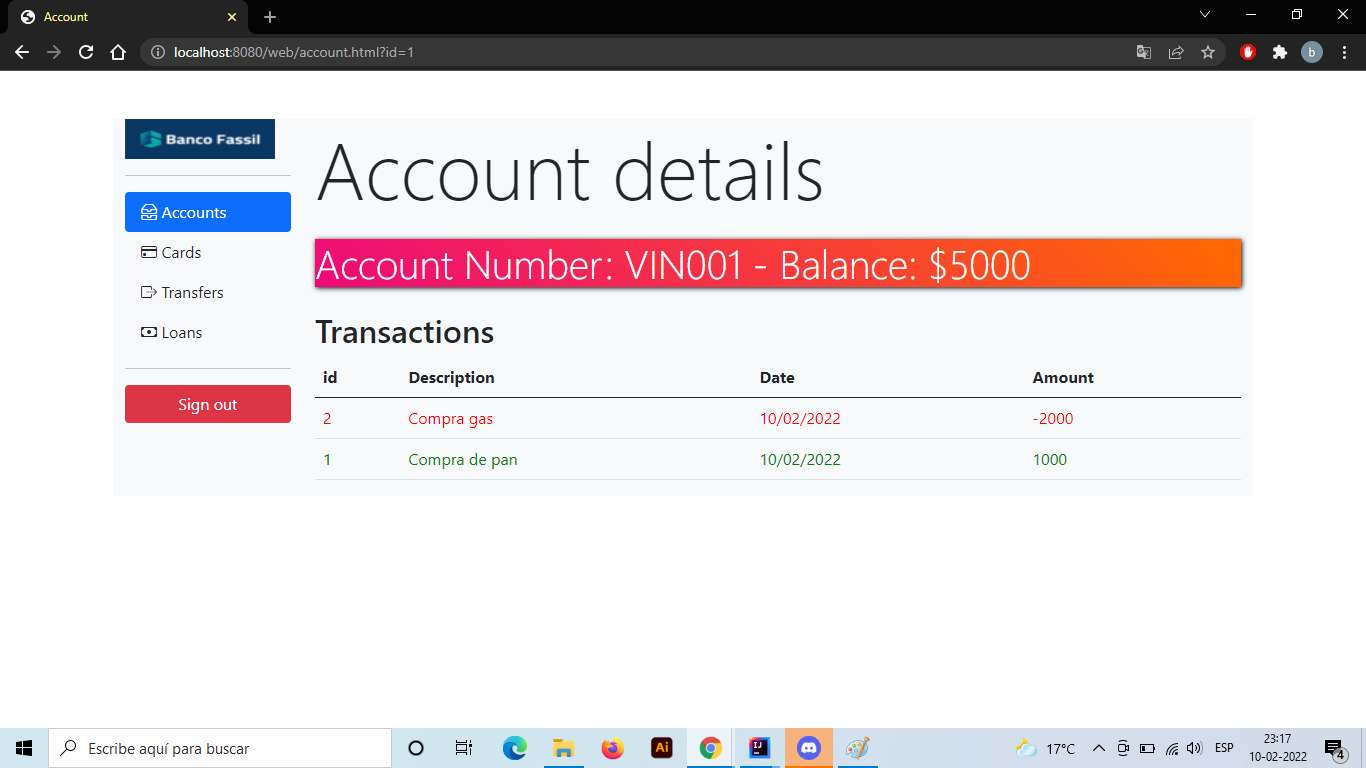 Account
localhost:8080/web/account.html?id=1
b
Banco Fassil
Account details
Accounts
Cards
Transfers
Loans
Sign out
Account Number: VIN001 - Balance: $5000
Transactions
id Description Date Amount
2 Compra gas 10/02/2022 -2000
1 Compra de pan 10/02/2022 1000
Escribe aquí para buscar
Ai
IJ
17°C
ESP
23:17
10-02-2022
4